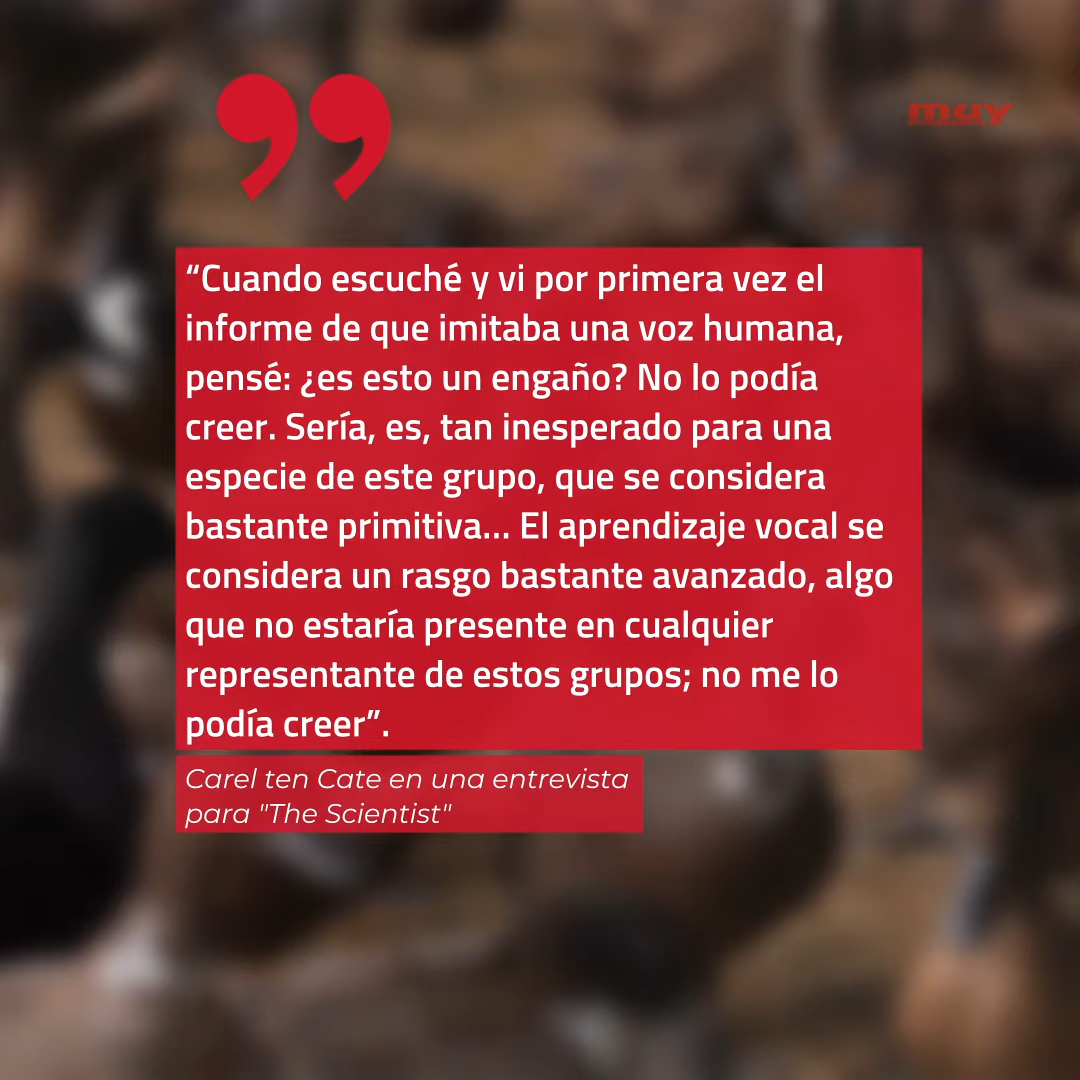 muy
“Cuando escuché y vi por primera vez el
informe de que imitaba una voz humana,
pensé: ¿es esto un engaño? No lo podía
creer. Sería, es, tan inesperado para una
especie de este grupo, que se considera
bastante primitiva... El aprendizaje vocal se
considera un rasgo bastante avanzado, algo
que no estaría presente en cualquier
representante de estos grupos; no me lo
podía creer”.
Carel ten Cate en una entrevista
para "The Scientist"